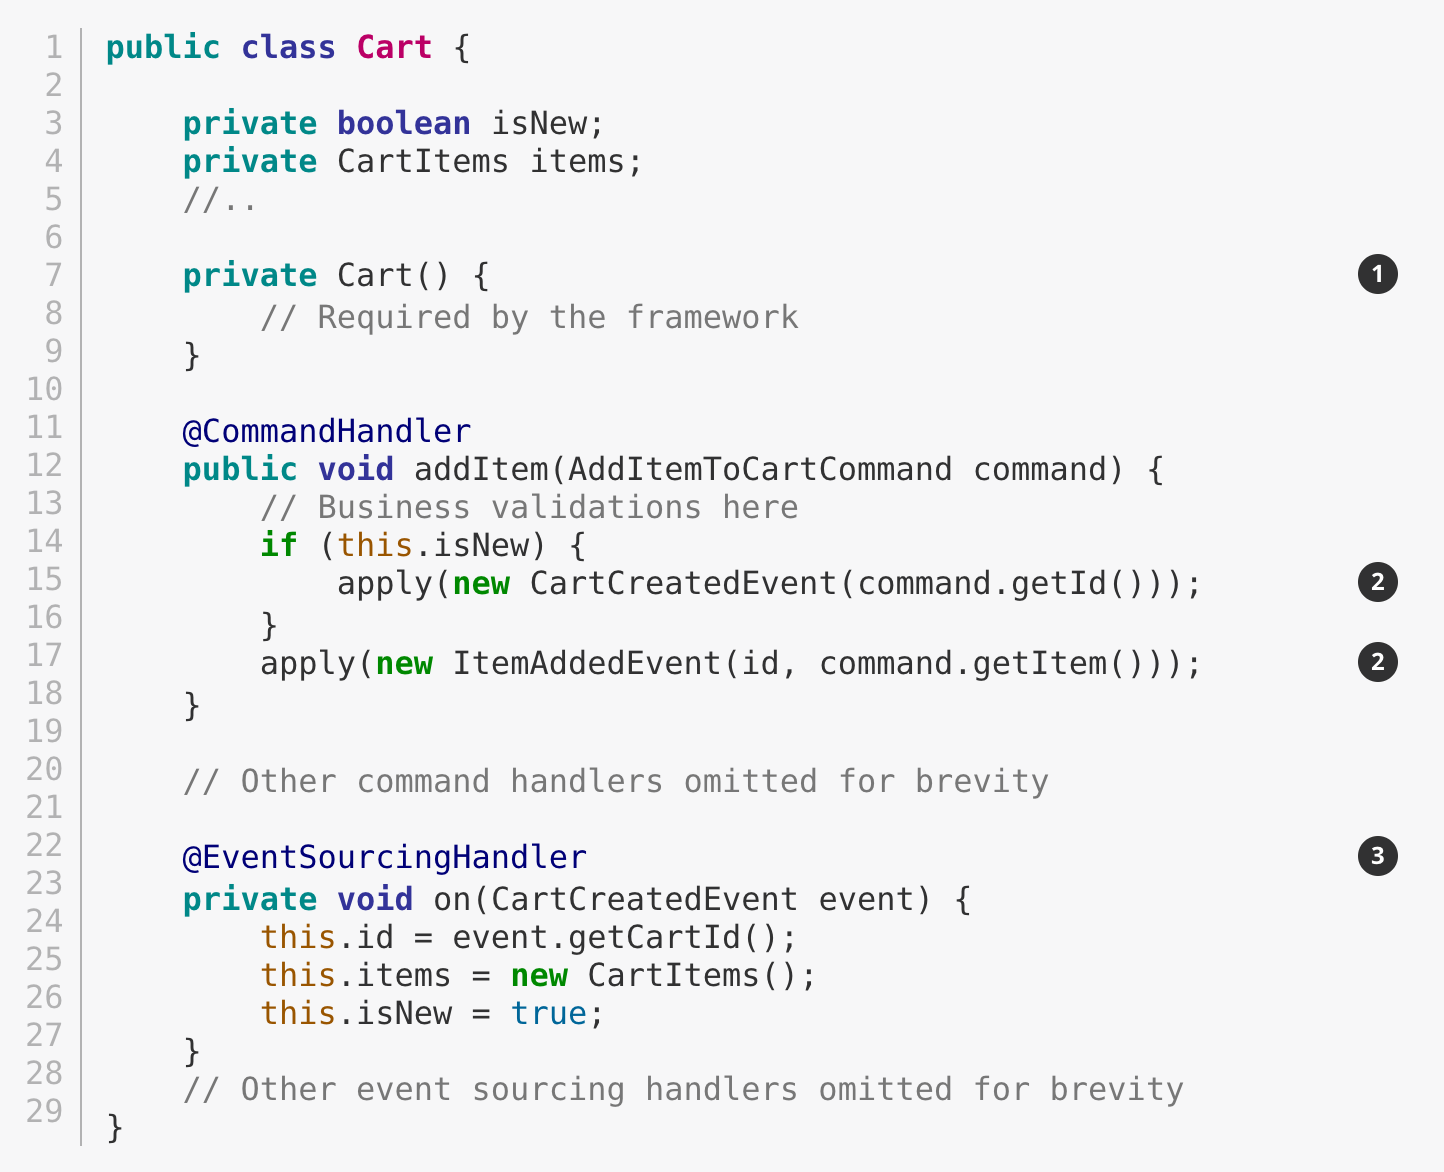 1 public class Cart {
2
3     private boolean isNew;
4     private CartItems items;
5     //..
6
7     private Cart() { 1
8         // Required by the framework
9     }
10
11     @CommandHandler
12     public void addItem(AddItemToCartCommand command) {
13         // Business validations here
14         if (this.isNew) {
15             apply(new CartCreatedEvent(command.getId())); 2
16         }
17         apply(new ItemAddedEvent(id, command.getItem())); 2
18     }
19
20     // Other command handlers omitted for brevity
21
22     @EventSourcingHandler 3
23     private void on(CartCreatedEvent event) {
24         this.id = event.getCartId();
25         this.items = new CartItems();
26         this.isNew = true;
27     }
28     // Other event sourcing handlers omitted for brevity
29 }